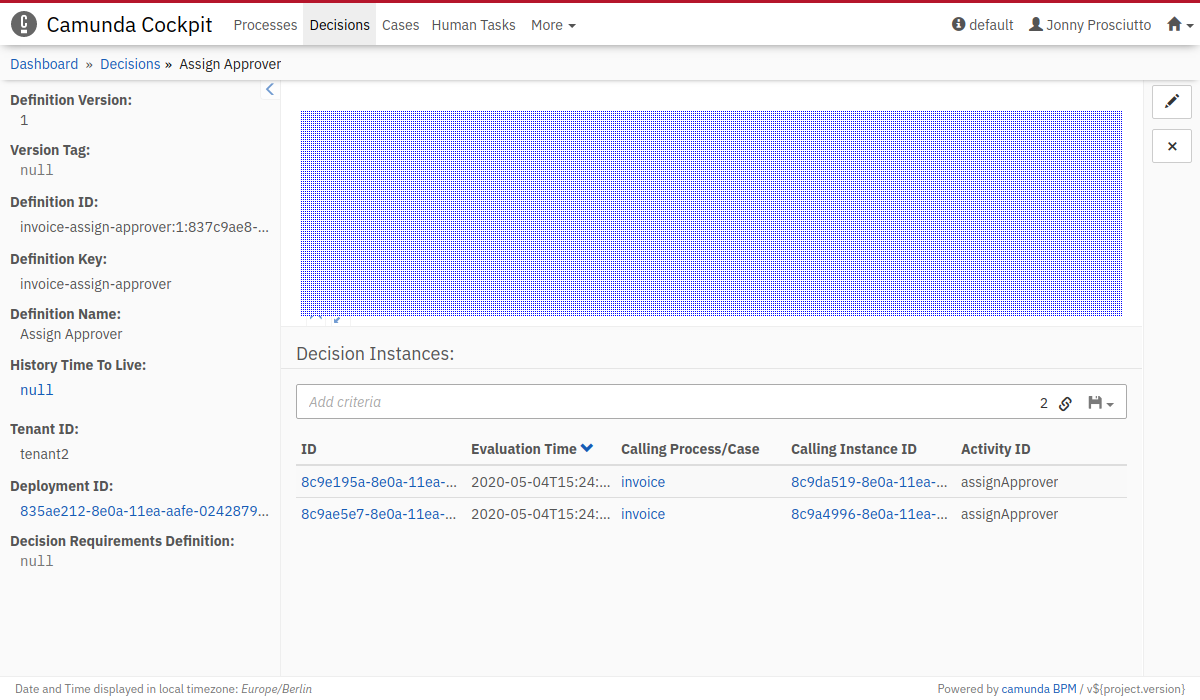 Camunda Cockpit Processes Decisions Cases Human Tasks More default Jonny Prosciutto
Dashboard » Decisions » Assign Approver
Definition Version:
1
Version Tag:
null
Definition ID:
invoice-assign-approver:1:837c9ae8-...
Definition Key:
invoice-assign-approver
Definition Name:
Assign Approver
History Time To Live:
null
Tenant ID:
tenant2
Deployment ID:
835ae212-8e0a-11ea-aafe-0242879...
Decision Requirements Definition:
null
Decision Instances:
Add criteria 2
ID Evaluation Time Calling Process/Case Calling Instance ID Activity ID
8c9e195a-8e0a-11ea-... 2020-05-04T15:24:... invoice 8c9da519-8e0a-11ea-... assignApprover
8c9ae5e7-8e0a-11ea-... 2020-05-04T15:24:... invoice 8c9a4996-8e0a-11ea-... assignApprover
Date and Time displayed in local timezone: Europe/Berlin Powered by camunda BPM / v${project.version}